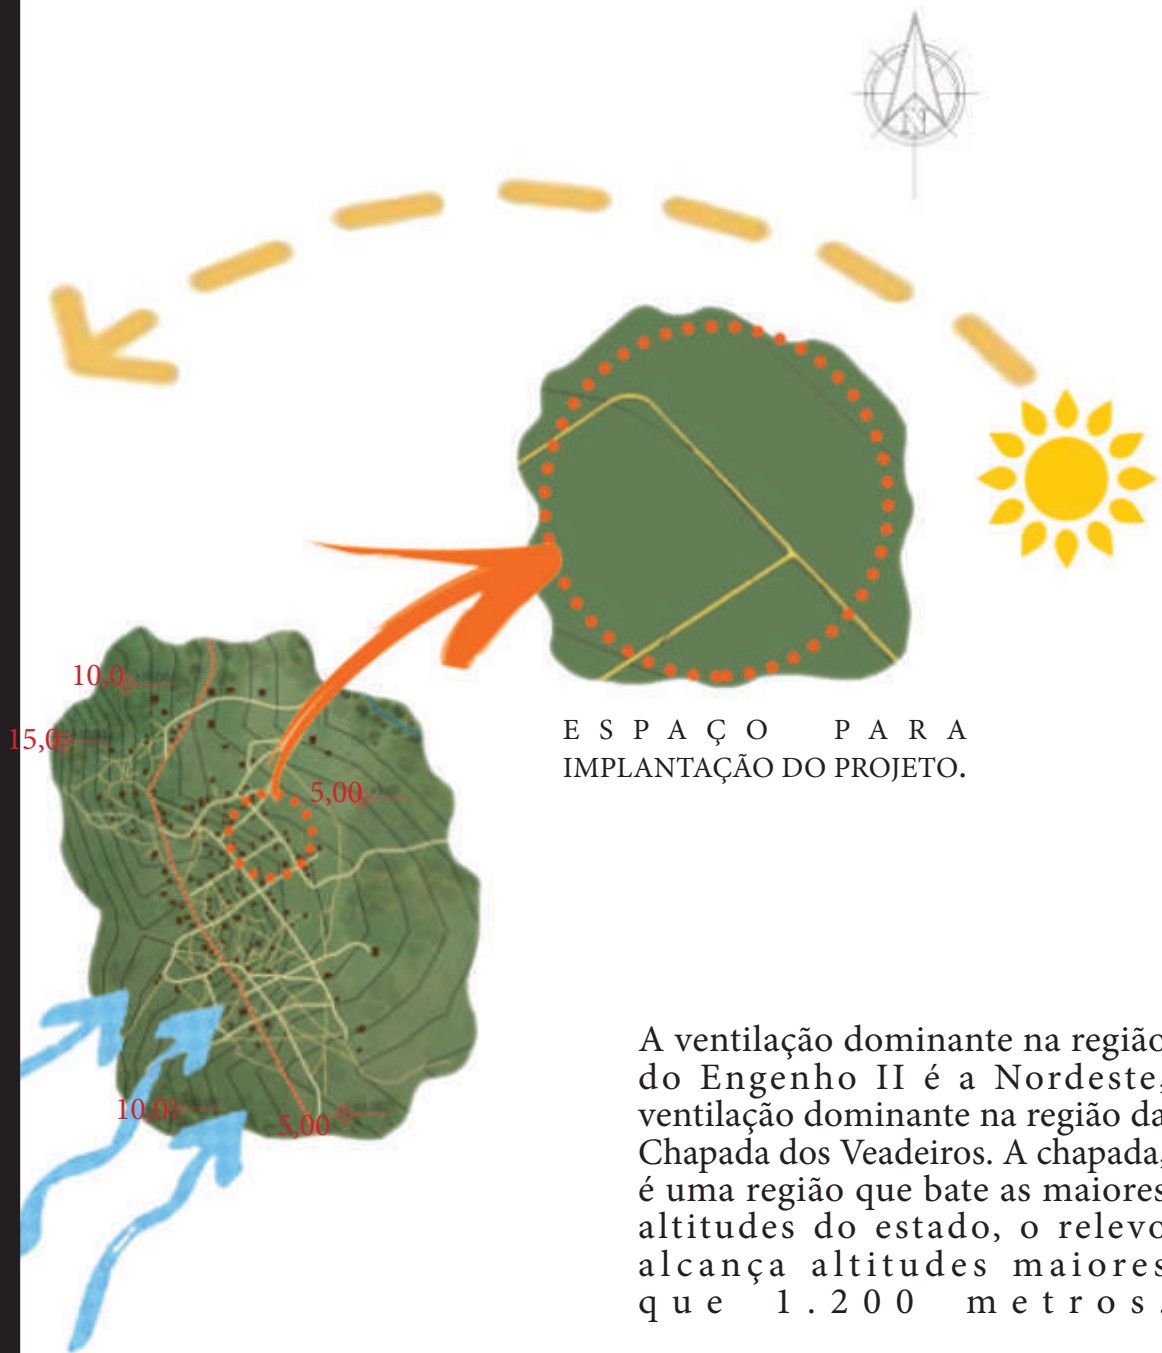 N
10,0
15,0
5,00
E S P A Ç O P A R A
IMPLANTAÇÃO DO PROJETO.
A ventilação dominante na região
do Engenho II é a Nordeste,
ventilação dominante na região da
Chapada dos Veadeiros. A chapada,
é uma região que bate as maiores
altitudes do estado, o relevo
alcança altitudes maiores
que 1.200 metros.
10,0
5,00